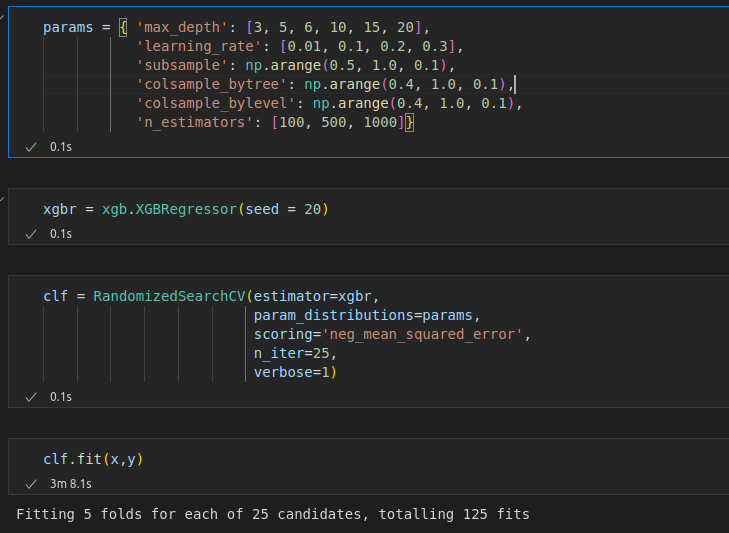 params = { 'max_depth': [3, 5, 6, 10, 15, 20],
'learning_rate': [0.01, 0.1, 0.2, 0.3],
'subsample': np.arange(0.5, 1.0, 0.1),
'colsample_bytree': np.arange(0.4, 1.0, 0.1),
'colsample_bylevel': np.arange(0.4, 1.0, 0.1),
'n_estimators': [100, 500, 1000]}
✓ 0.1s
xgbr = xgb.XGBRegressor(seed = 20)
✓ 0.1s
clf = RandomizedSearchCV(estimator=xgbr,
param_distributions=params,
scoring='neg_mean_squared_error',
n_iter=25,
verbose=1)
✓ 0.1s
clf.fit(x,y)
✓ 3m 8.1s
Fitting 5 folds for each of 25 candidates, totalling 125 fits